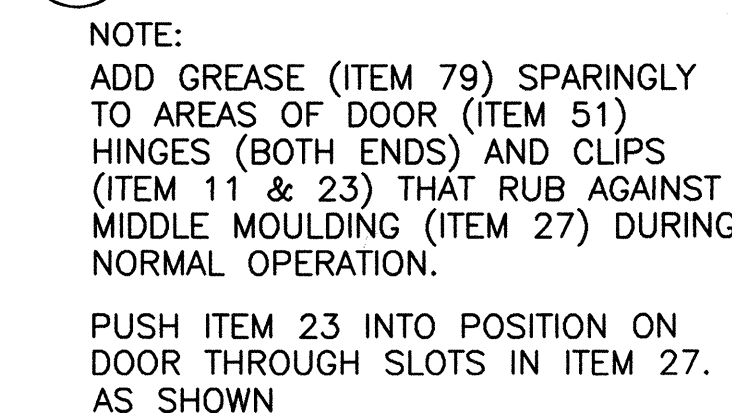 NOTE:
ADD GREASE (ITEM 79) SPARINGLY
TO AREAS OF DOOR (ITEM 51)
HINGES (BOTH ENDS) AND CLIPS
(ITEM 11 & 23) THAT RUB AGAINST
MIDDLE MOULDING (ITEM 27) DURING
NORMAL OPERATION.
PUSH ITEM 23 INTO POSITION ON
DOOR THROUGH SLOTS IN ITEM 27.
AS SHOWN